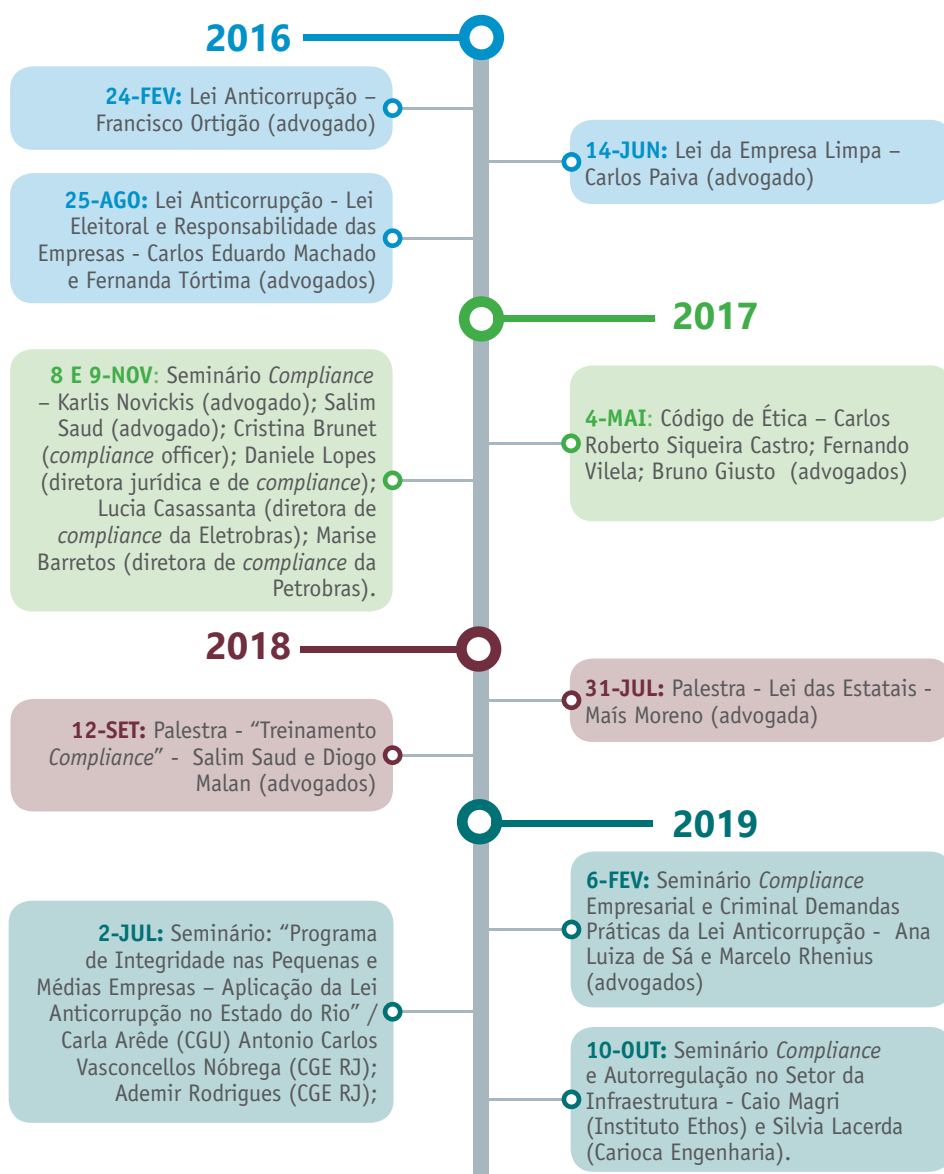 2016
24-FEV: Lei Anticorrupção –
Francisco Ortigão (advogado)
14-JUN: Lei da Empresa Limpa –
Carlos Paiva (advogado)
25-AGO: Lei Anticorrupção - Lei
Eleitoral e Responsabilidade das
Empresas - Carlos Eduardo Machado
e Fernanda Tórtima (advogados)
2017
4-MAI: Código de Ética – Carlos
Roberto Siqueira Castro; Fernando
Vilela; Bruno Giusto (advogados)
8 E 9-NOV: Seminário Compliance
– Karlis Novickis (advogado); Salim
Saud (advogado); Cristina Brunet
(compliance officer); Daniele Lopes
(diretora jurídica e de compliance);
Lucia Casassanta (diretora de
compliance da Eletrobras); Marise
Barretos (diretora de compliance da
Petrobras).
2018
31-JUL: Palestra - Lei das Estatais -
Maís Moreno (advogada)
12-SET: Palestra - “Treinamento
Compliance” - Salim Saud e Diogo
Malan (advogados)
2019
6-FEV: Seminário Compliance
Empresarial e Criminal Demandas
Práticas da Lei Anticorrupção - Ana
Luiza de Sá e Marcelo Rhenius
(advogados)
2-JUL: Seminário: “Programa
de Integridade nas Pequenas e
Médias Empresas – Aplicação da Lei
Anticorrupção no Estado do Rio” /
Carla Arêde (CGU) Antonio Carlos
Vasconcellos Nóbrega (CGE RJ);
Ademir Rodrigues (CGE RJ);
10-OUT: Seminário Compliance
e Autorregulação no Setor da
Infraestrutura - Caio Magri
(Instituto Ethos) e Silvia Lacerda
(Carioca Engenharia).